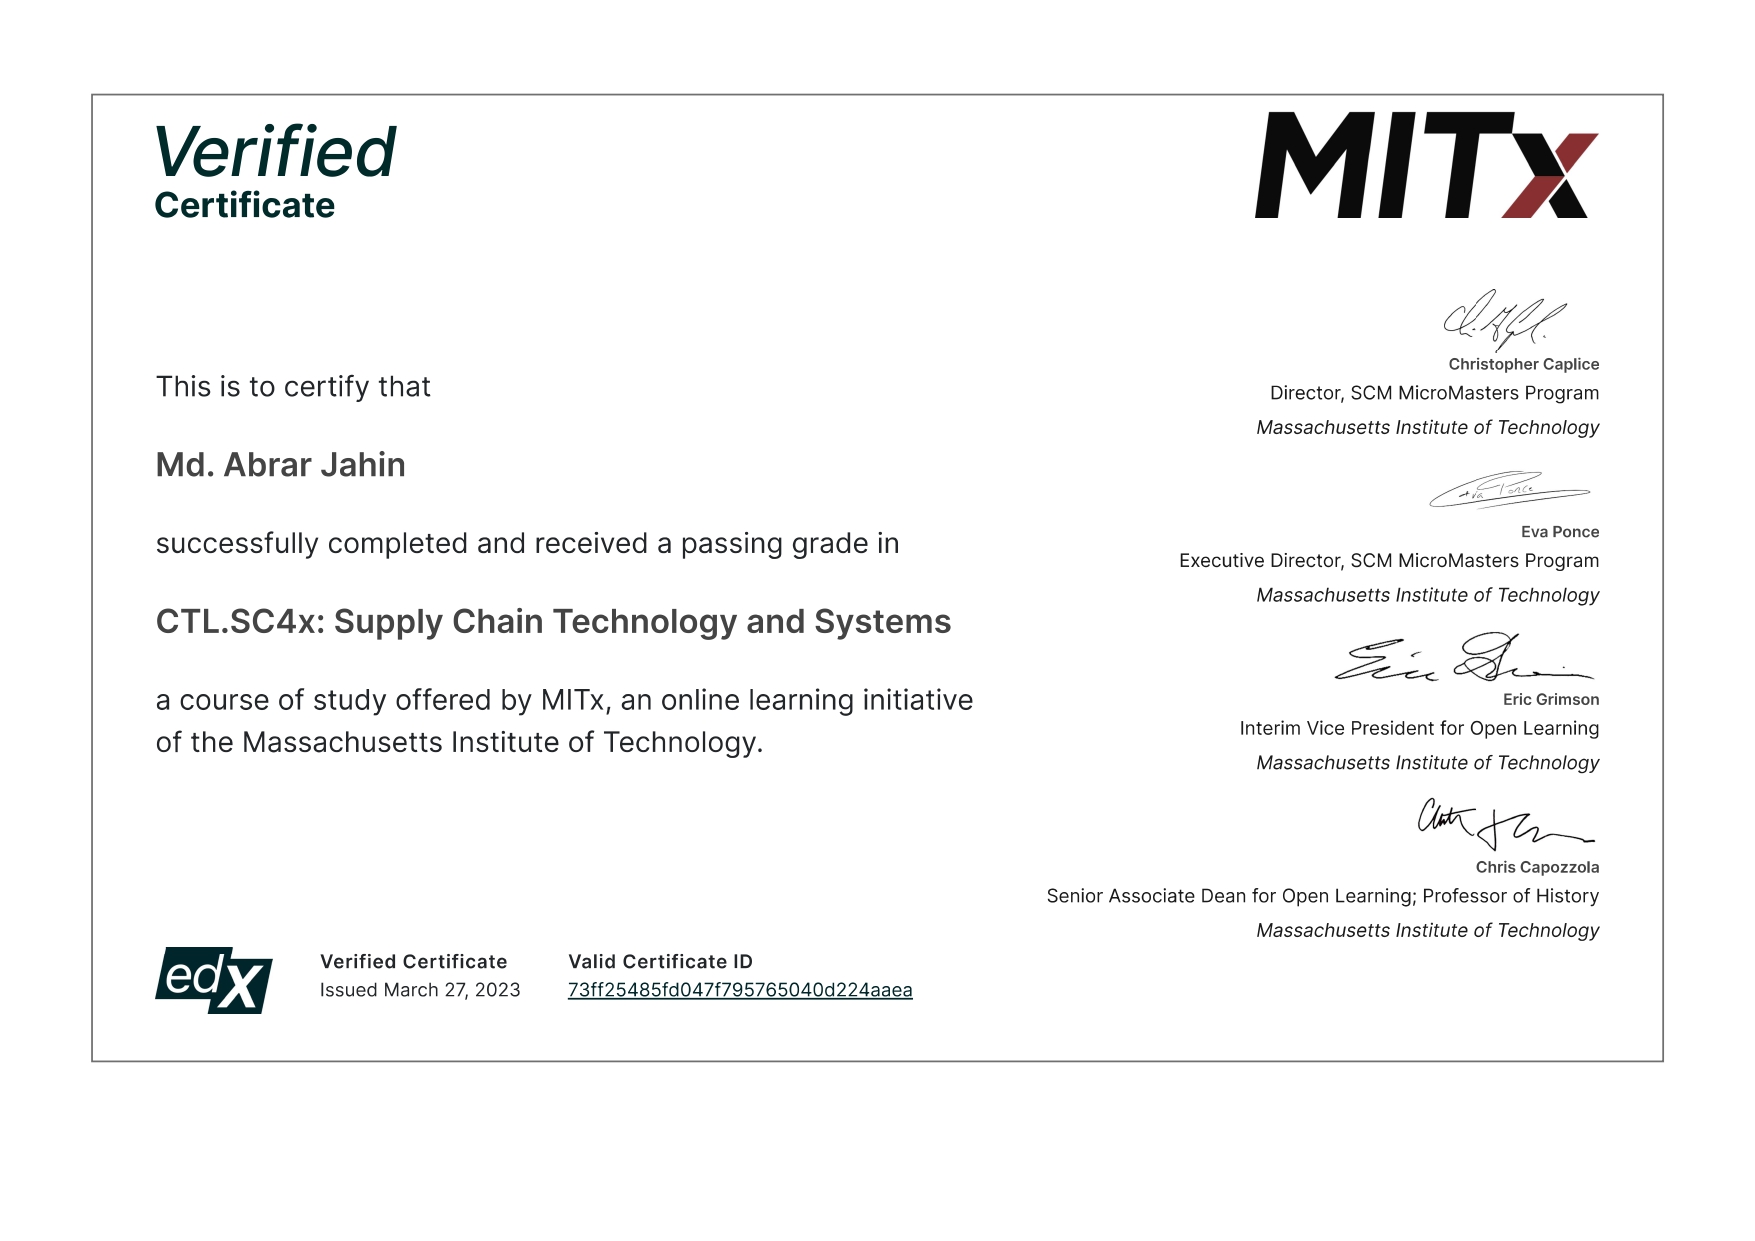 Verified
Certificate
MITx
This is to certify that
Md. Abrar Jahin
successfully completed and received a passing grade in
CTL.SC4x: Supply Chain Technology and Systems
a course of study offered by MITx, an online learning initiative
of the Massachusetts Institute of Technology.
Christopher Caplice
Director, SCM MicroMasters Program
Massachusetts Institute of Technology
Eva Ponce
Eva Ponce
Executive Director, SCM MicroMasters Program
Massachusetts Institute of Technology
Eric Grimson
Interim Vice President for Open Learning
Massachusetts Institute of Technology
Chris Capozzola
Senior Associate Dean for Open Learning; Professor of History
Massachusetts Institute of Technology
edX
Verified Certificate
Issued March 27, 2023
Valid Certificate ID
73ff25485fd047f795765040d224aaea